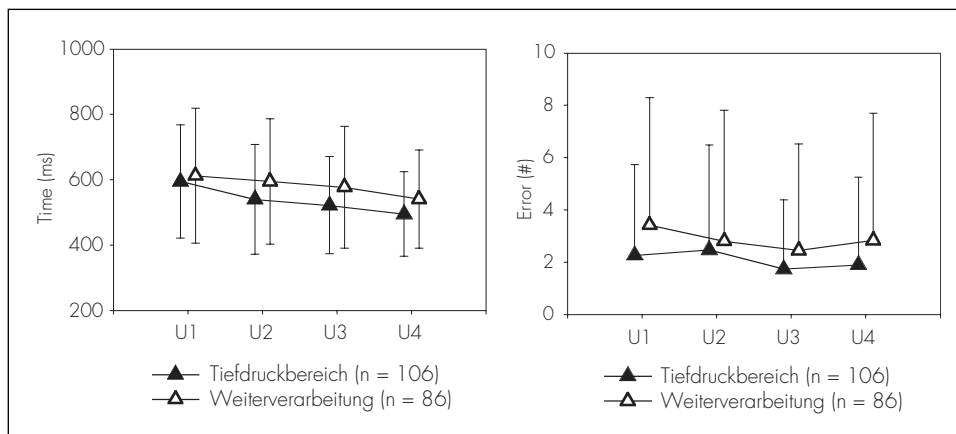 1000
800
600
400
200
Time (ms)
U1 U2 U3 U4
Tiefdruckbereich (n = 106)
Weiterverarbeitung (n = 86)
10
8
6
4
2
0
Error (#)
U1 U2 U3 U4
Tiefdruckbereich (n = 106)
Weiterverarbeitung (n = 86)